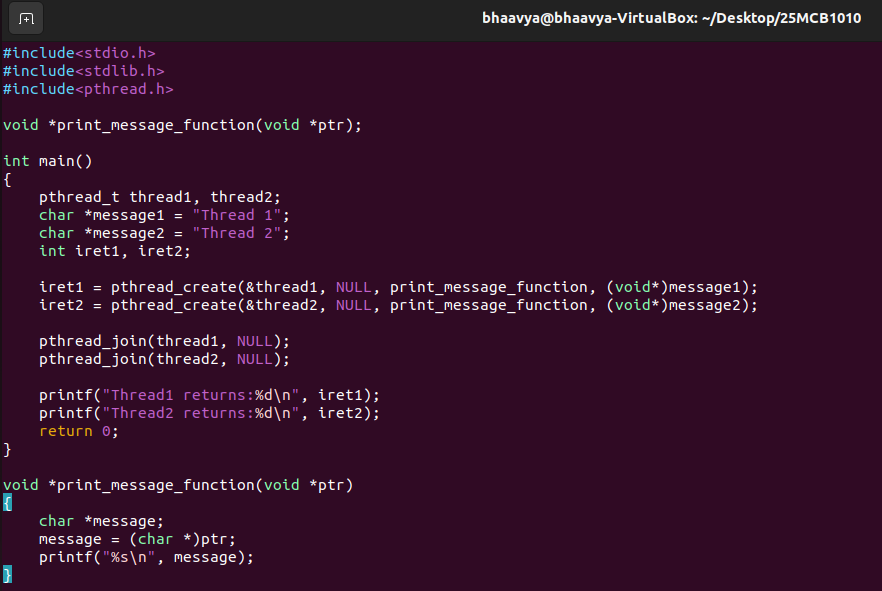 bhaavya@bhaavya-VirtualBox: ~/Desktop/25MCB1010
#include<stdio.h>
#include<stdlib.h>
#include<pthread.h>

void *print_message_function(void *ptr);

int main()
{
    pthread_t thread1, thread2;
    char *message1 = "Thread 1";
    char *message2 = "Thread 2";
    int iret1, iret2;

    iret1 = pthread_create(&thread1, NULL, print_message_function, (void*)message1);
    iret2 = pthread_create(&thread2, NULL, print_message_function, (void*)message2);

    pthread_join(thread1, NULL);
    pthread_join(thread2, NULL);

    printf("Thread1 returns:%d\n", iret1);
    printf("Thread2 returns:%d\n", iret2);
    return 0;
}

void *print_message_function(void *ptr)
{
    char *message;
    message = (char *)ptr;
    printf("%s\n", message);
}